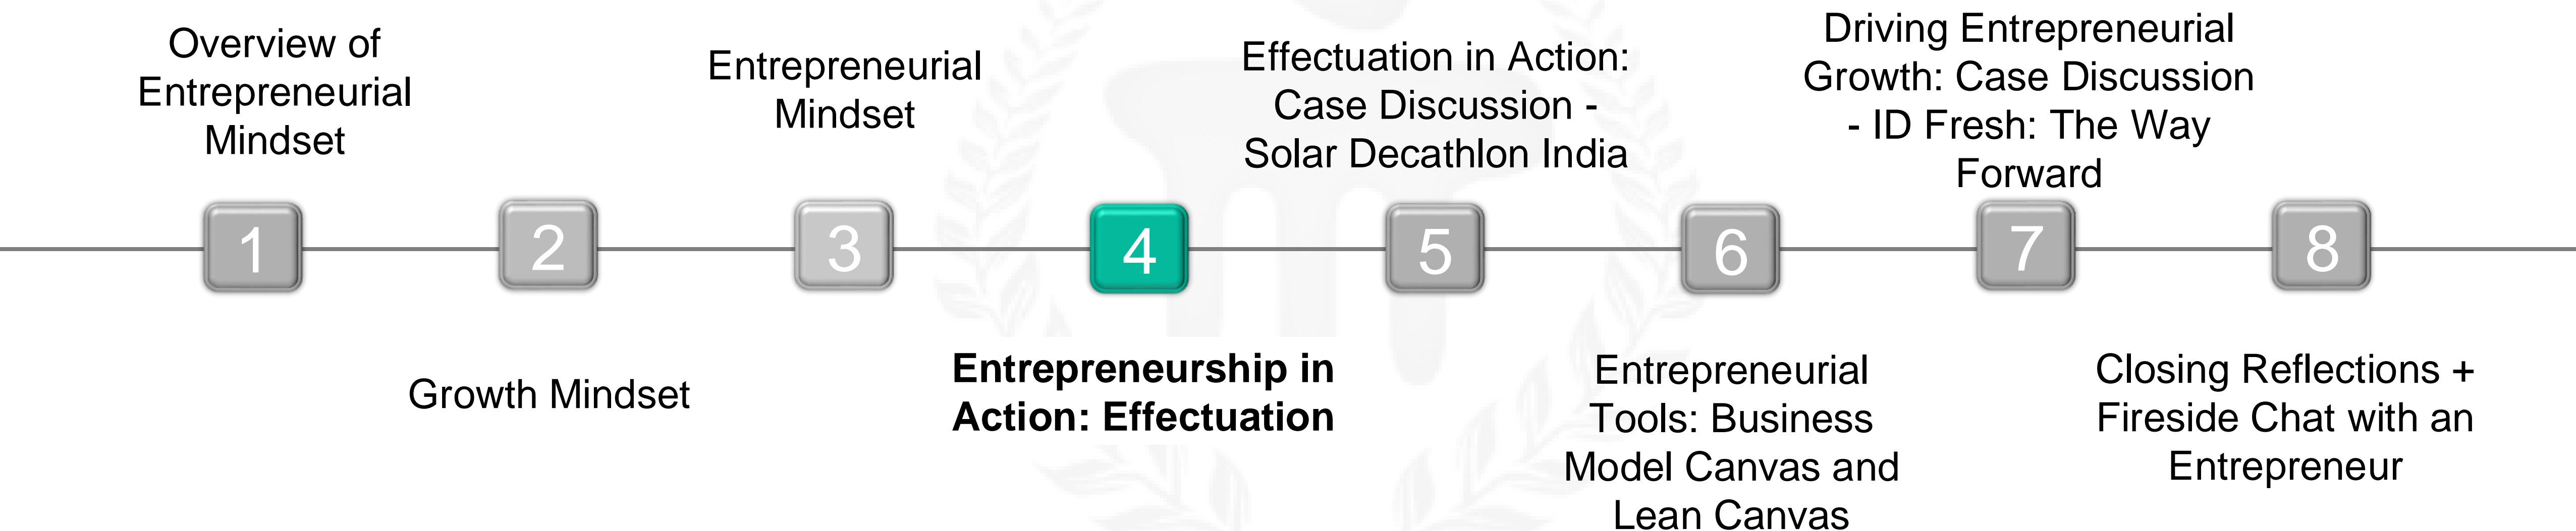 Overview of
Entrepreneurial
Mindset
Entrepreneurial
Mindset
Effectuation in Action:
Case Discussion -
Solar Decathlon India
Driving Entrepreneurial
Growth: Case Discussion
- ID Fresh: The Way
Forward
1
2
3
4
5
6
7
8
Growth Mindset
Entrepreneurship in
Action: Effectuation
Entrepreneurial
Tools: Business
Model Canvas and
Lean Canvas
Closing Reflections +
Fireside Chat with an
Entrepreneur